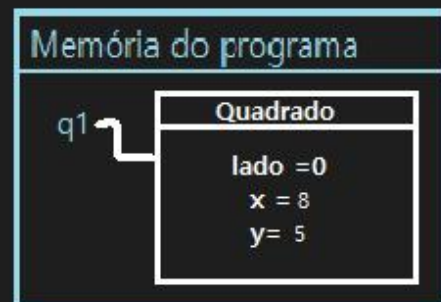 Memória do programa
q1
Quadrado
lado =0
x = 8
y= 5